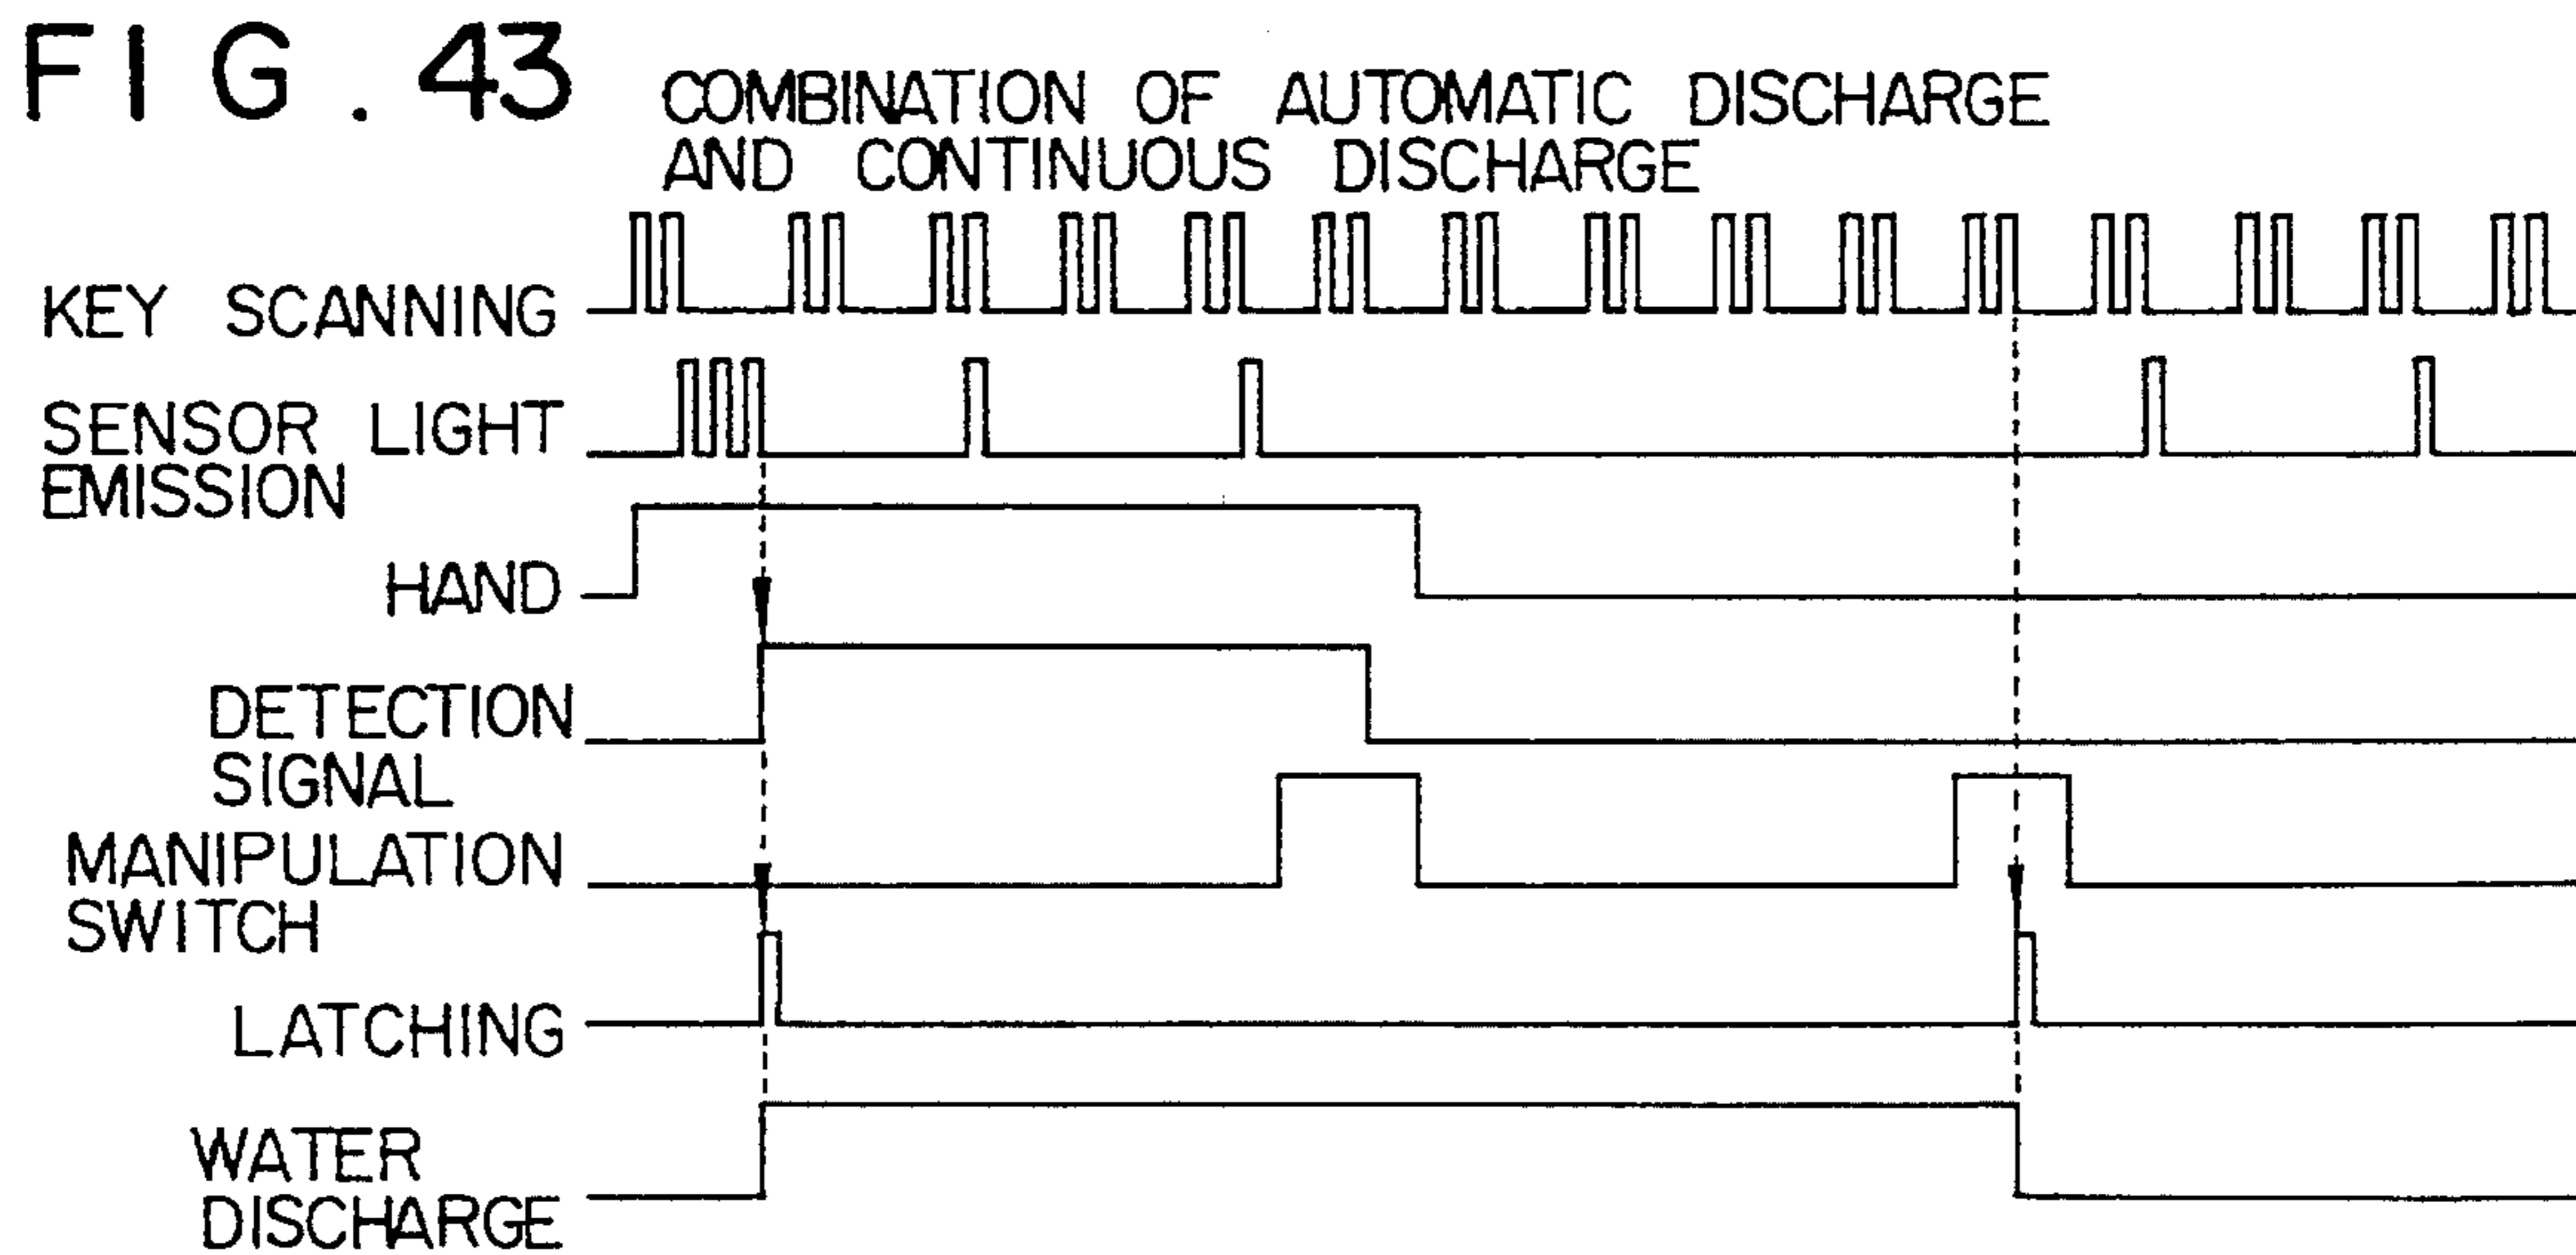 FIG. 43
COMBINATION OF AUTOMATIC DISCHARGE
AND CONTINUOUS DISCHARGE
KEY SCANNING
SENSOR LIGHT
EMISSION
HAND
DETECTION
SIGNAL
MANIPULATION
SWITCH
LATCHING
WATER
DISCHARGE